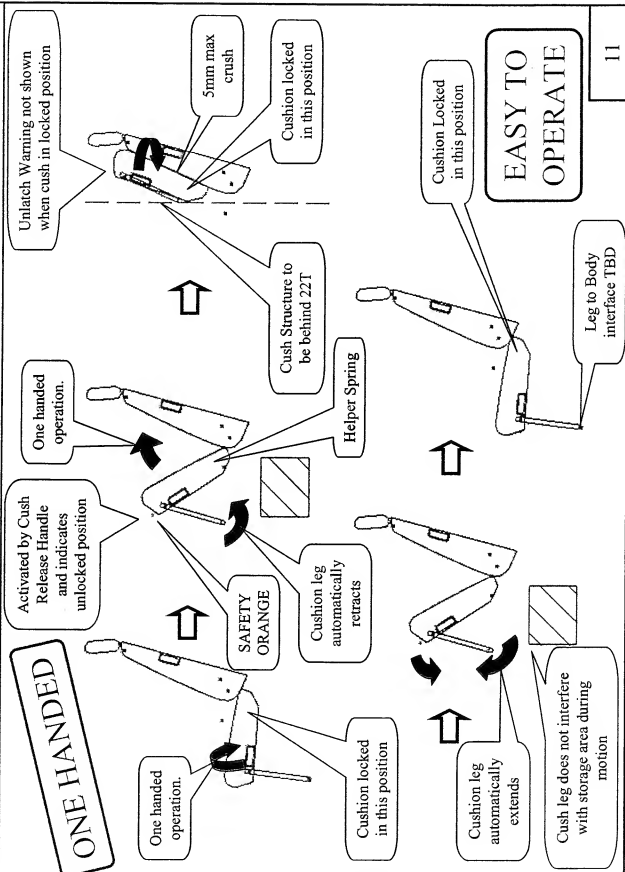 ONE HANDED
One handed
operation.
Cushion locked
in this position
Activated by Cush
Release Handle
and indicates
unlocked position
One handed
operation.
SAFETY
ORANGE
Cushion leg
automatically
retracts
Helper Spring
Unlatch Warning not shown
when cush in locked position
5mm max
crush
Cushion locked
in this position
Cush Structure to
be behind 22T
Cushion leg
automatically
extends
Cush leg does not interfere
with storage area during
motion
Cushion Locked
in this position
Leg to Body
interface TBD
EASY TO
OPERATE
11